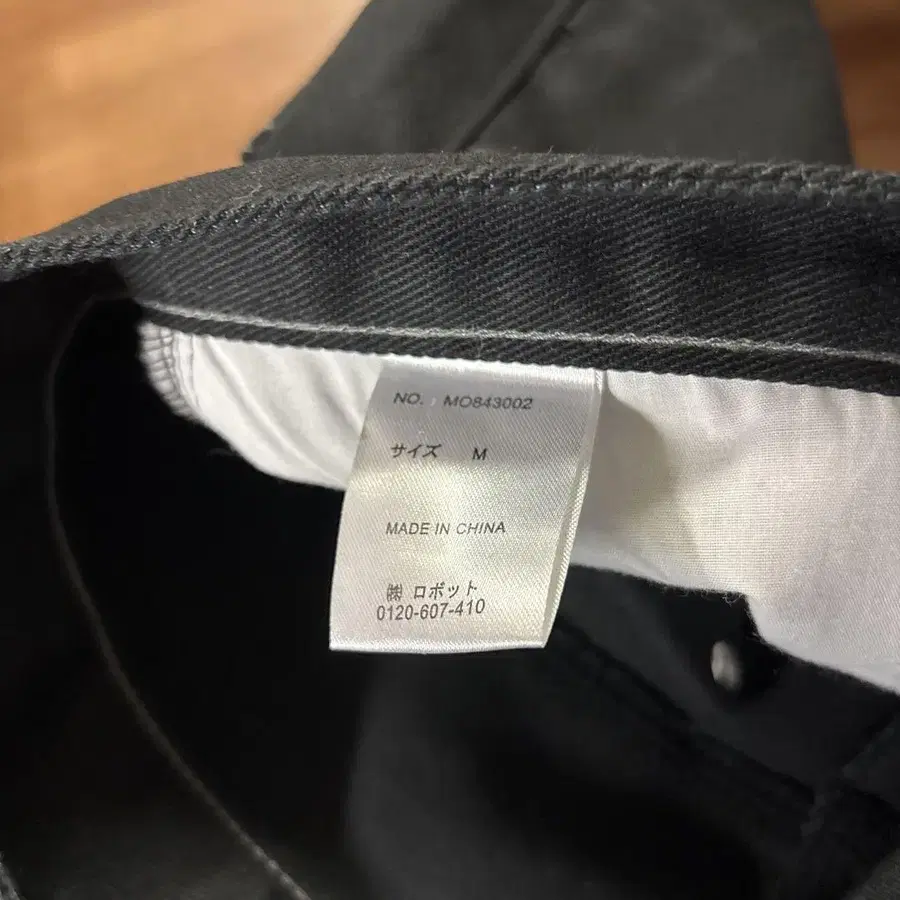 NO. MO843002
サイズ M
MADE IN CHINA
㈱ ロボット
0120-607-410